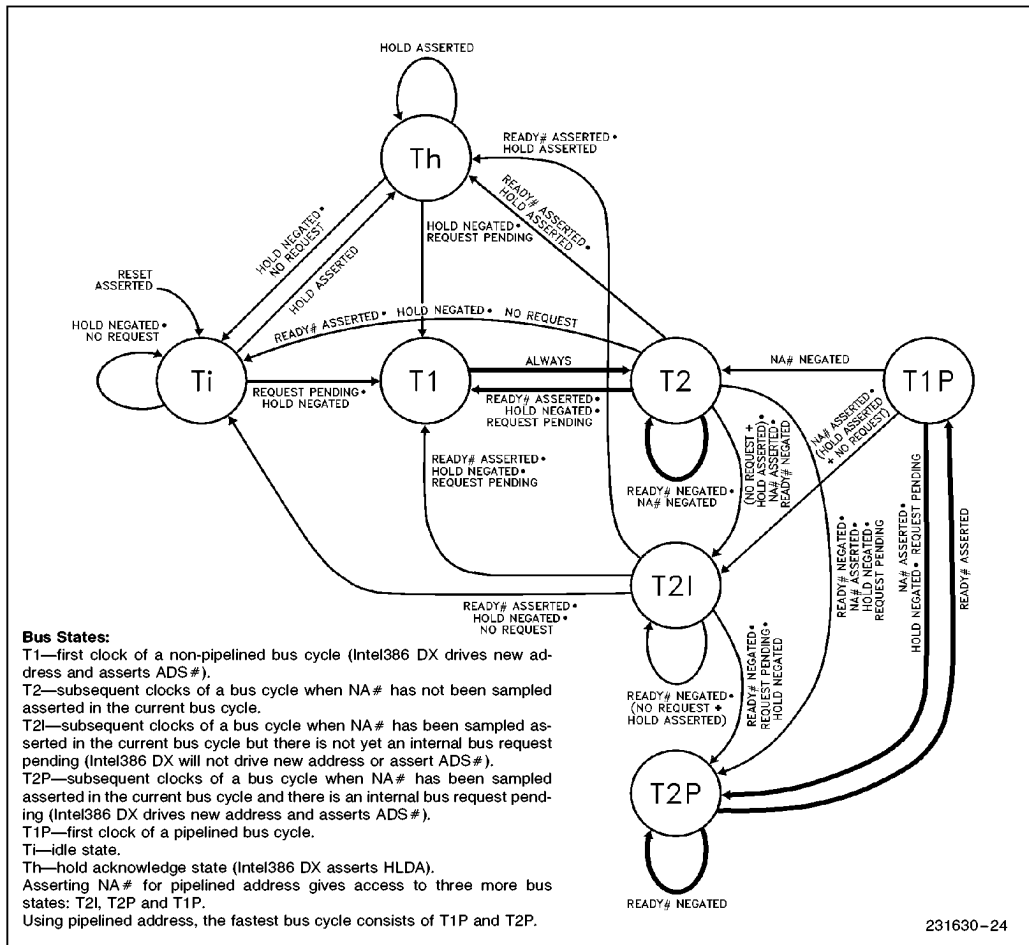 HOLD ASSERTED
Th
READY# ASSERTED•
HOLD ASSERTED
READY# ASSERTED•
HOLD ASSERTED
HOLD NEGATED•
NO REQUEST
HOLD ASSERTED
HOLD NEGATED•
REQUEST PENDING
RESET
ASSERTED
HOLD NEGATED•
NO REQUEST
READY# ASSERTED• HOLD NEGATED• NO REQUEST
Ti
REQUEST PENDING•
HOLD NEGATED
T1
ALWAYS
READY# ASSERTED•
HOLD NEGATED•
REQUEST PENDING
T2
NA# NEGATED
T1P
NA# ASSERTED•
(HOLD ASSERTED
+ NO REQUEST)
READY# ASSERTED•
HOLD NEGATED•
REQUEST PENDING
READY# NEGATED•
NA# NEGATED
(NO REQUEST +
HOLD ASSERTED)•
NA# ASSERTED•
READY# NEGATED
READY# NEGATED•
NA# ASSERTED•
HOLD NEGATED•
REQUEST PENDING
NA# ASSERTED•
HOLD NEGATED• REQUEST PENDING
READY# ASSERTED
T2I
READY# ASSERTED•
HOLD NEGATED•
NO REQUEST
READY# NEGATED•
(NO REQUEST +
HOLD ASSERTED)
READY# NEGATED•
REQUEST PENDING•
HOLD NEGATED
T2P
READY# NEGATED
Bus States:
T1—first clock of a non-pipelined bus cycle (Intel386 DX drives new ad-
dress and asserts ADS#).
T2—subsequent clocks of a bus cycle when NA# has not been sampled
asserted in the current bus cycle.
T2I—subsequent clocks of a bus cycle when NA# has been sampled as-
serted in the current bus cycle but there is not yet an internal bus request
pending (Intel386 DX will not drive new address or assert ADS#).
T2P—subsequent clocks of a bus cycle when NA# has been sampled
asserted in the current bus cycle and there is an internal bus request pend-
ing (Intel386 DX drives new address and asserts ADS#).
T1P—first clock of a pipelined bus cycle.
Ti—idle state.
Th—hold acknowledge state (Intel386 DX asserts HLDA).
Asserting NA# for pipelined address gives access to three more bus
states: T2I, T2P and T1P.
Using pipelined address, the fastest bus cycle consists of T1P and T2P.
231630-24